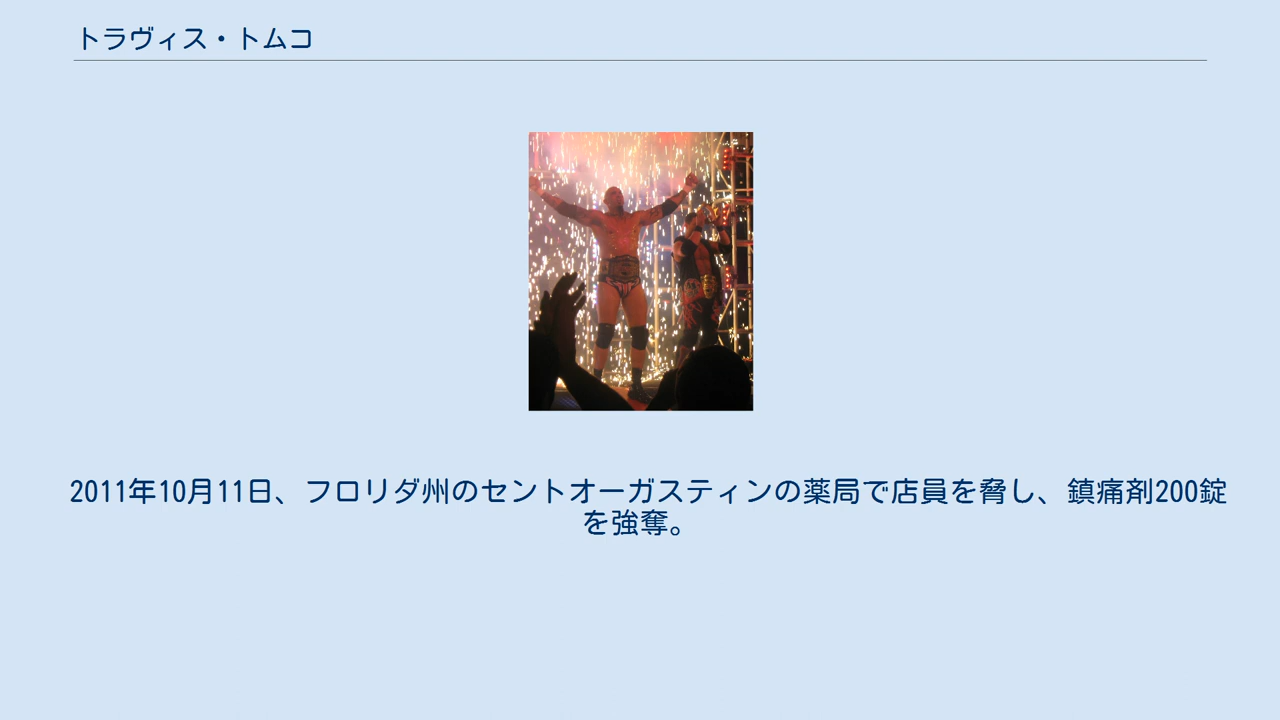 トラヴィス・トムコ
2011年10月11日、フロリダ州のセントオーガスティンの薬局で店員を脅し、鎮痛剤200錠
を強奪。